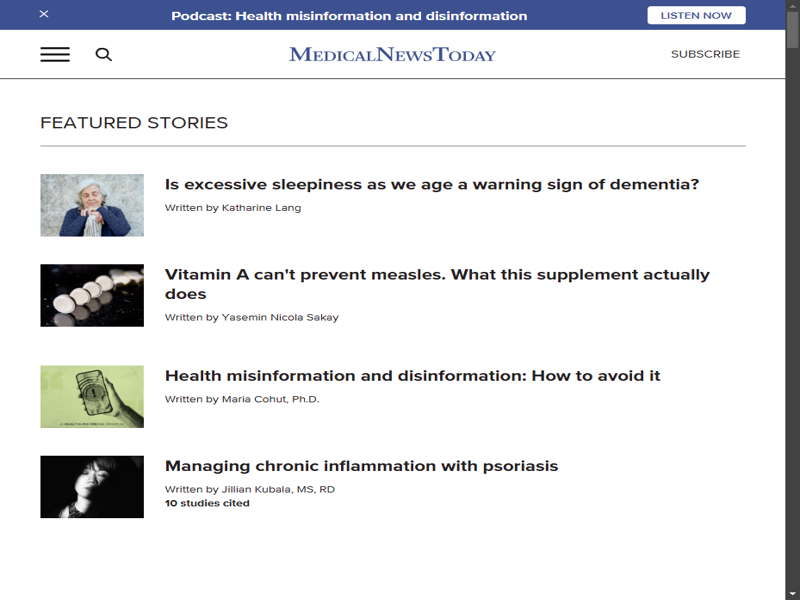 Podcast: Health misinformation and disinformation
LISTEN NOW
MEDICALNEWSTODAY
SUBSCRIBE
FEATURED STORIES
Is excessive sleepiness as we age a warning sign of dementia?
Written by Katharine Lang
Vitamin A can't prevent measles. What this supplement actually
does
Written by Yasemin Nicola Sakay
Health misinformation and disinformation: How to avoid it
Written by Maria Cohut, Ph.D.
Managing chronic inflammation with psoriasis
Written by Jillian Kubala, MS, RD
10 studies cited